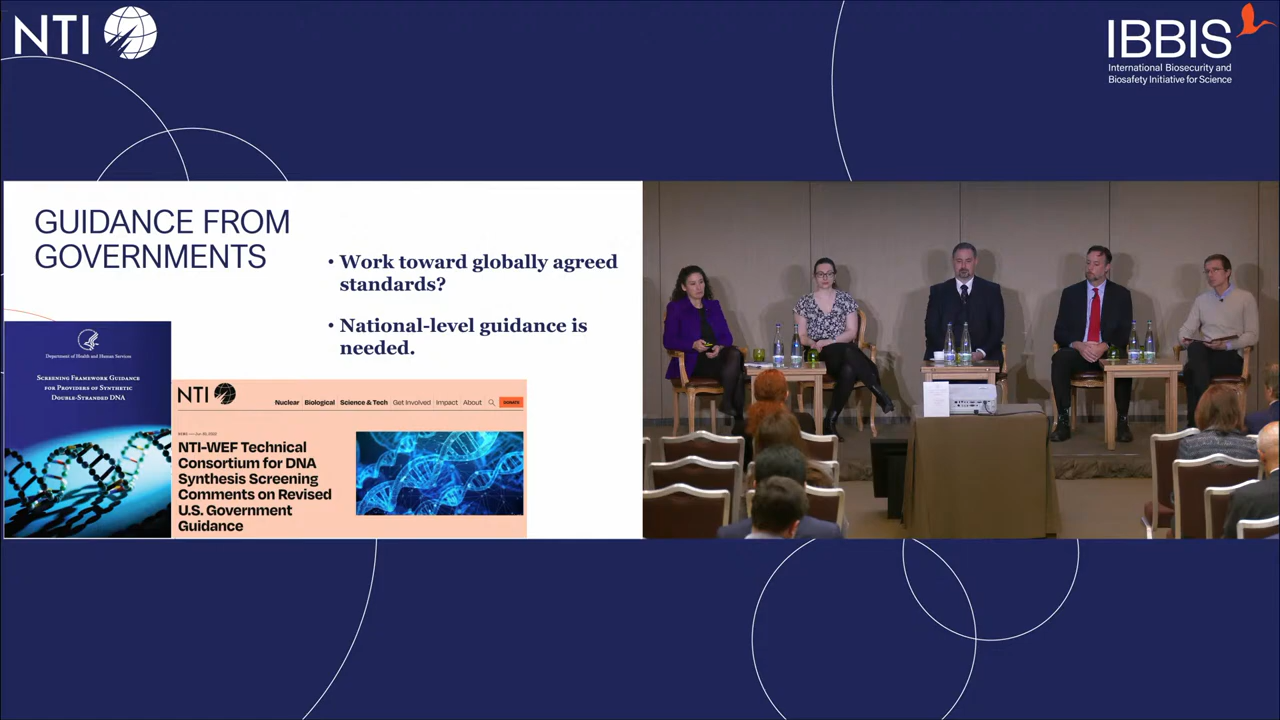 NTI
IBBIS
International Biosecurity and
Biosafety Initiative for Science
GUIDANCE FROM
GOVERNMENTS
• Work toward globally agreed
standards?
• National-level guidance is
needed.
Department of Health and Human Services
SCREENING FRAMEWORK GUIDANCE
FOR PROVIDERS OF SYNTHETIC
DOUBLE-STRANDED DNA
NTI
Nuclear Biological Science & Tech Get Involved Impact About DONATE
NTI-WEF Technical
Consortium for DNA
Synthesis Screening
Comments on Revised
U.S. Government
Guidance